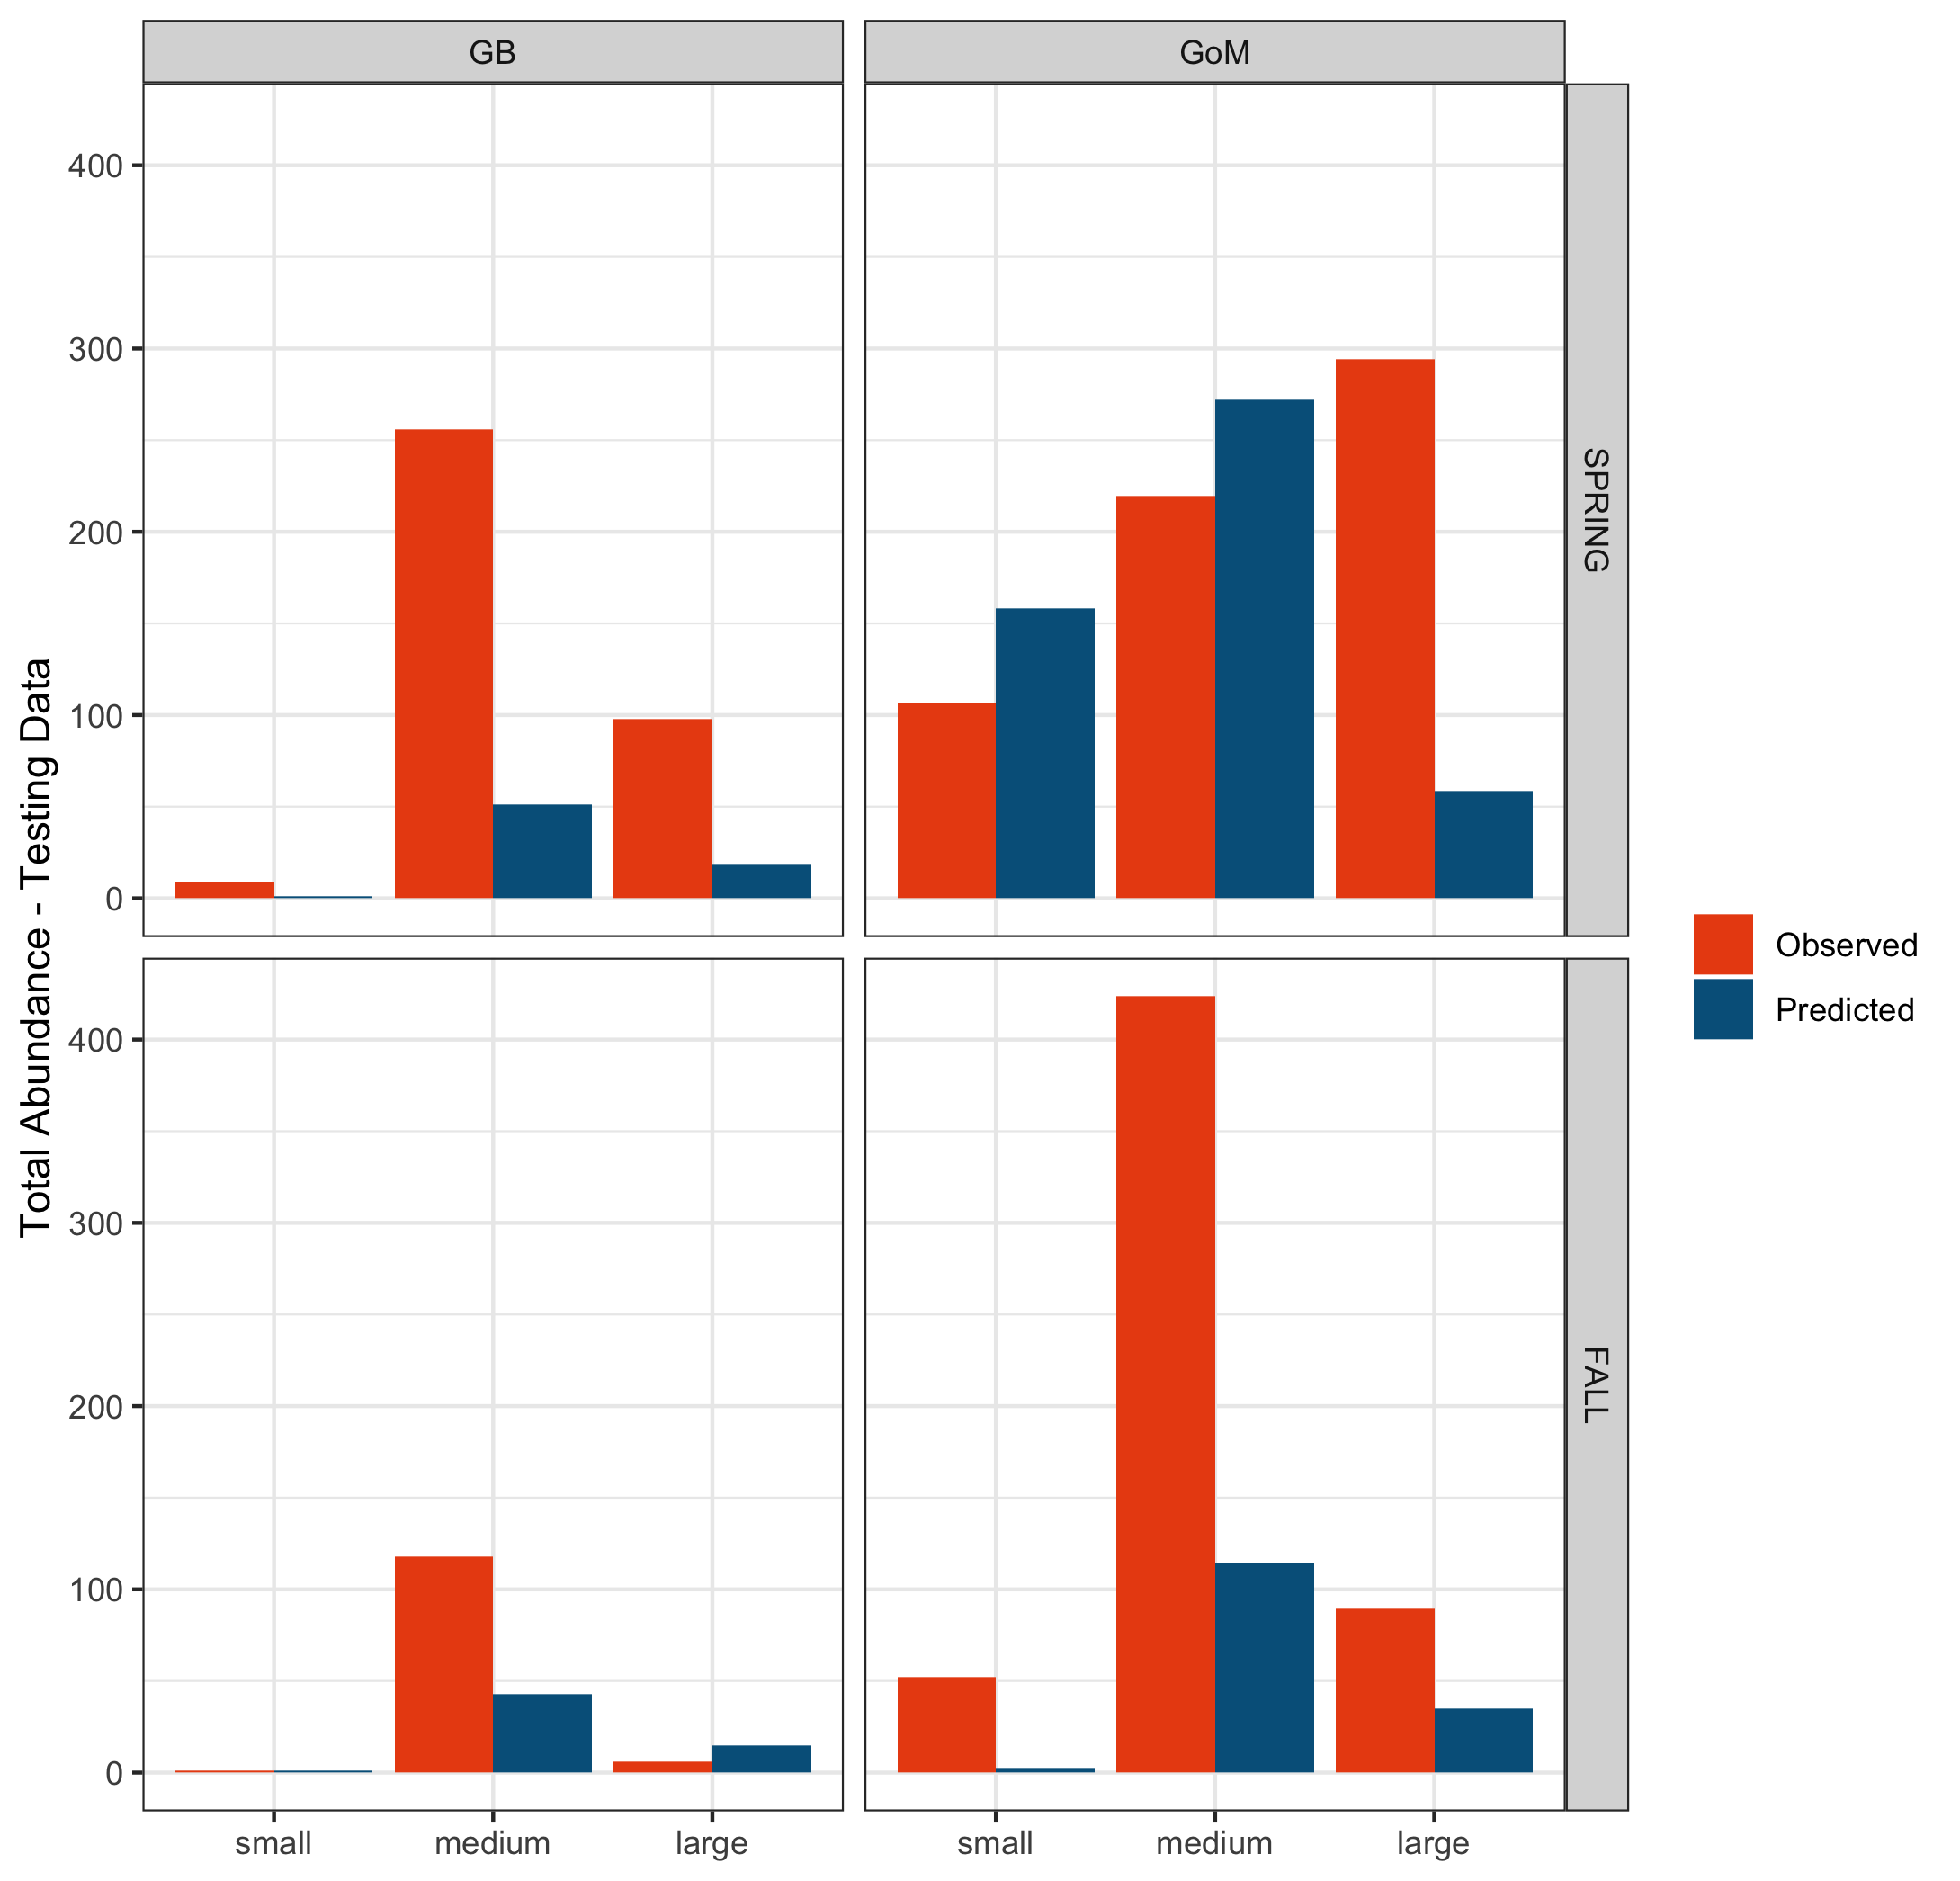 GB
GoM
400
300
200
100
0
SPRING
Total Abundance - Testing Data
Observed
Predicted
400
300
200
100
0
FALL
small
medium
large
small
medium
large